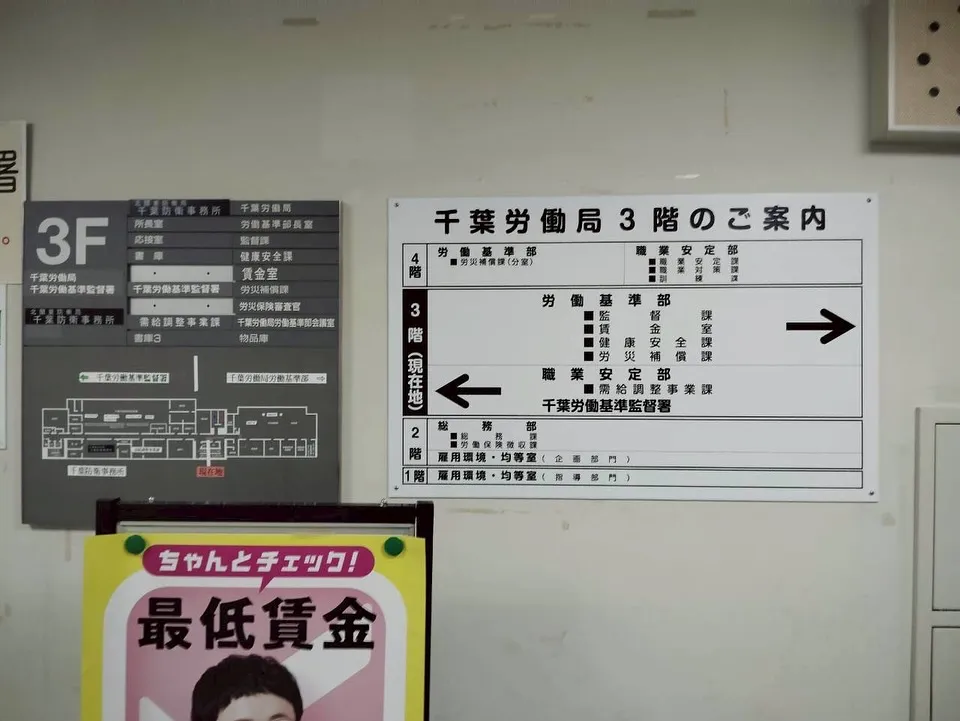 署
3F
千葉労働局
千葉労働基準監督署
千葉防衛事務所
千葉防衛事務所
千葉労働局
所長室
労働基準部長室
応接室
監督課
書庫
健康安全課
賃金室
千葉労働基準監督署
労災補償課
労災保険審査官
需給調整事業課
千葉労働局労働基準部会議室
書庫3
物品庫
千葉労働基準監督署
千葉労働局労働基準部
千葉防衛事務所
現在地
千葉労働局3階のご案内
4階
労働基準部
■労災補償課(分室)
職業安定部
■職業安定課
■職業対策課
■訓練課
3階(現在地)
労働基準部
■監督課
■賃金室
■健康安全課
■労災補償課
→
職業安定部
■需給調整事業課
←
千葉労働基準監督署
2階
総務部
■総務課
■労働保険徴収課
雇用環境・均等室(企画部門)
1階
雇用環境・均等室(指導部門)
ちゃんとチェック!
最低賃金